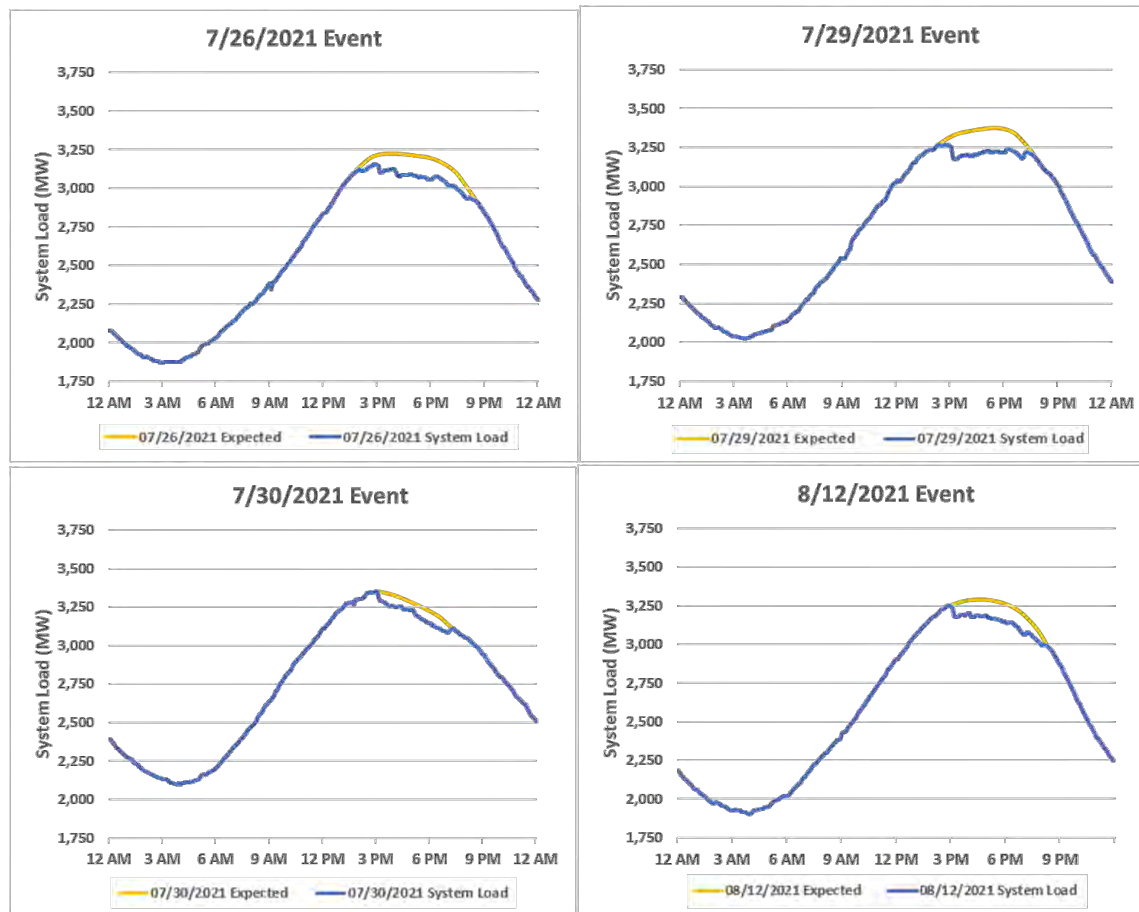 7/26/2021 Event
System Load (MW)
3,750
3,500
3,250
3,000
2,750
2,500
2,250
2,000
1,750
12 AM 3 AM 6 AM 9 AM 12 PM 3 PM 6 PM 9 PM 12 AM
07/26/2021 Expected 07/26/2021 System Load
7/29/2021 Event
System Load (MW)
3,750
3,500
3,250
3,000
2,750
2,500
2,250
2,000
1,750
12 AM 3 AM 6 AM 9 AM 12 PM 3 PM 6 PM 9 PM 12 AM
07/29/2021 Expected 07/29/2021 System Load
7/30/2021 Event
System Load (MW)
3,750
3,500
3,250
3,000
2,750
2,500
2,250
2,000
1,750
12 AM 3 AM 6 AM 9 AM 12 PM 3 PM 6 PM 9 PM 12 AM
07/30/2021 Expected 07/30/2021 System Load
8/12/2021 Event
System Load (MW)
3,750
3,500
3,250
3,000
2,750
2,500
2,250
2,000
1,750
12 AM 3 AM 6 AM 9 AM 12 PM 3 PM 6 PM 9 PM
08/12/2021 Expected 08/12/2021 System Load